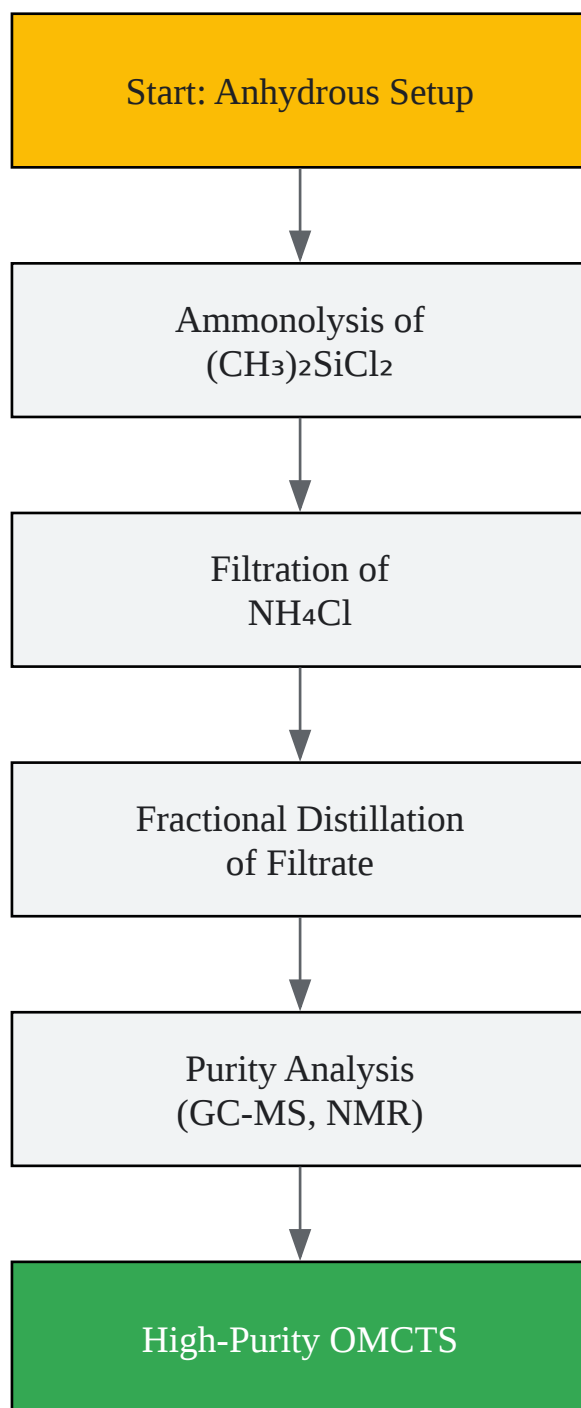 Start: Anhydrous Setup
Ammonolysis of
(CH₃)₂SiCl₂
Filtration of
NH₄Cl
Fractional Distillation
of Filtrate
Purity Analysis
(GC-MS, NMR)
High-Purity OMCTS